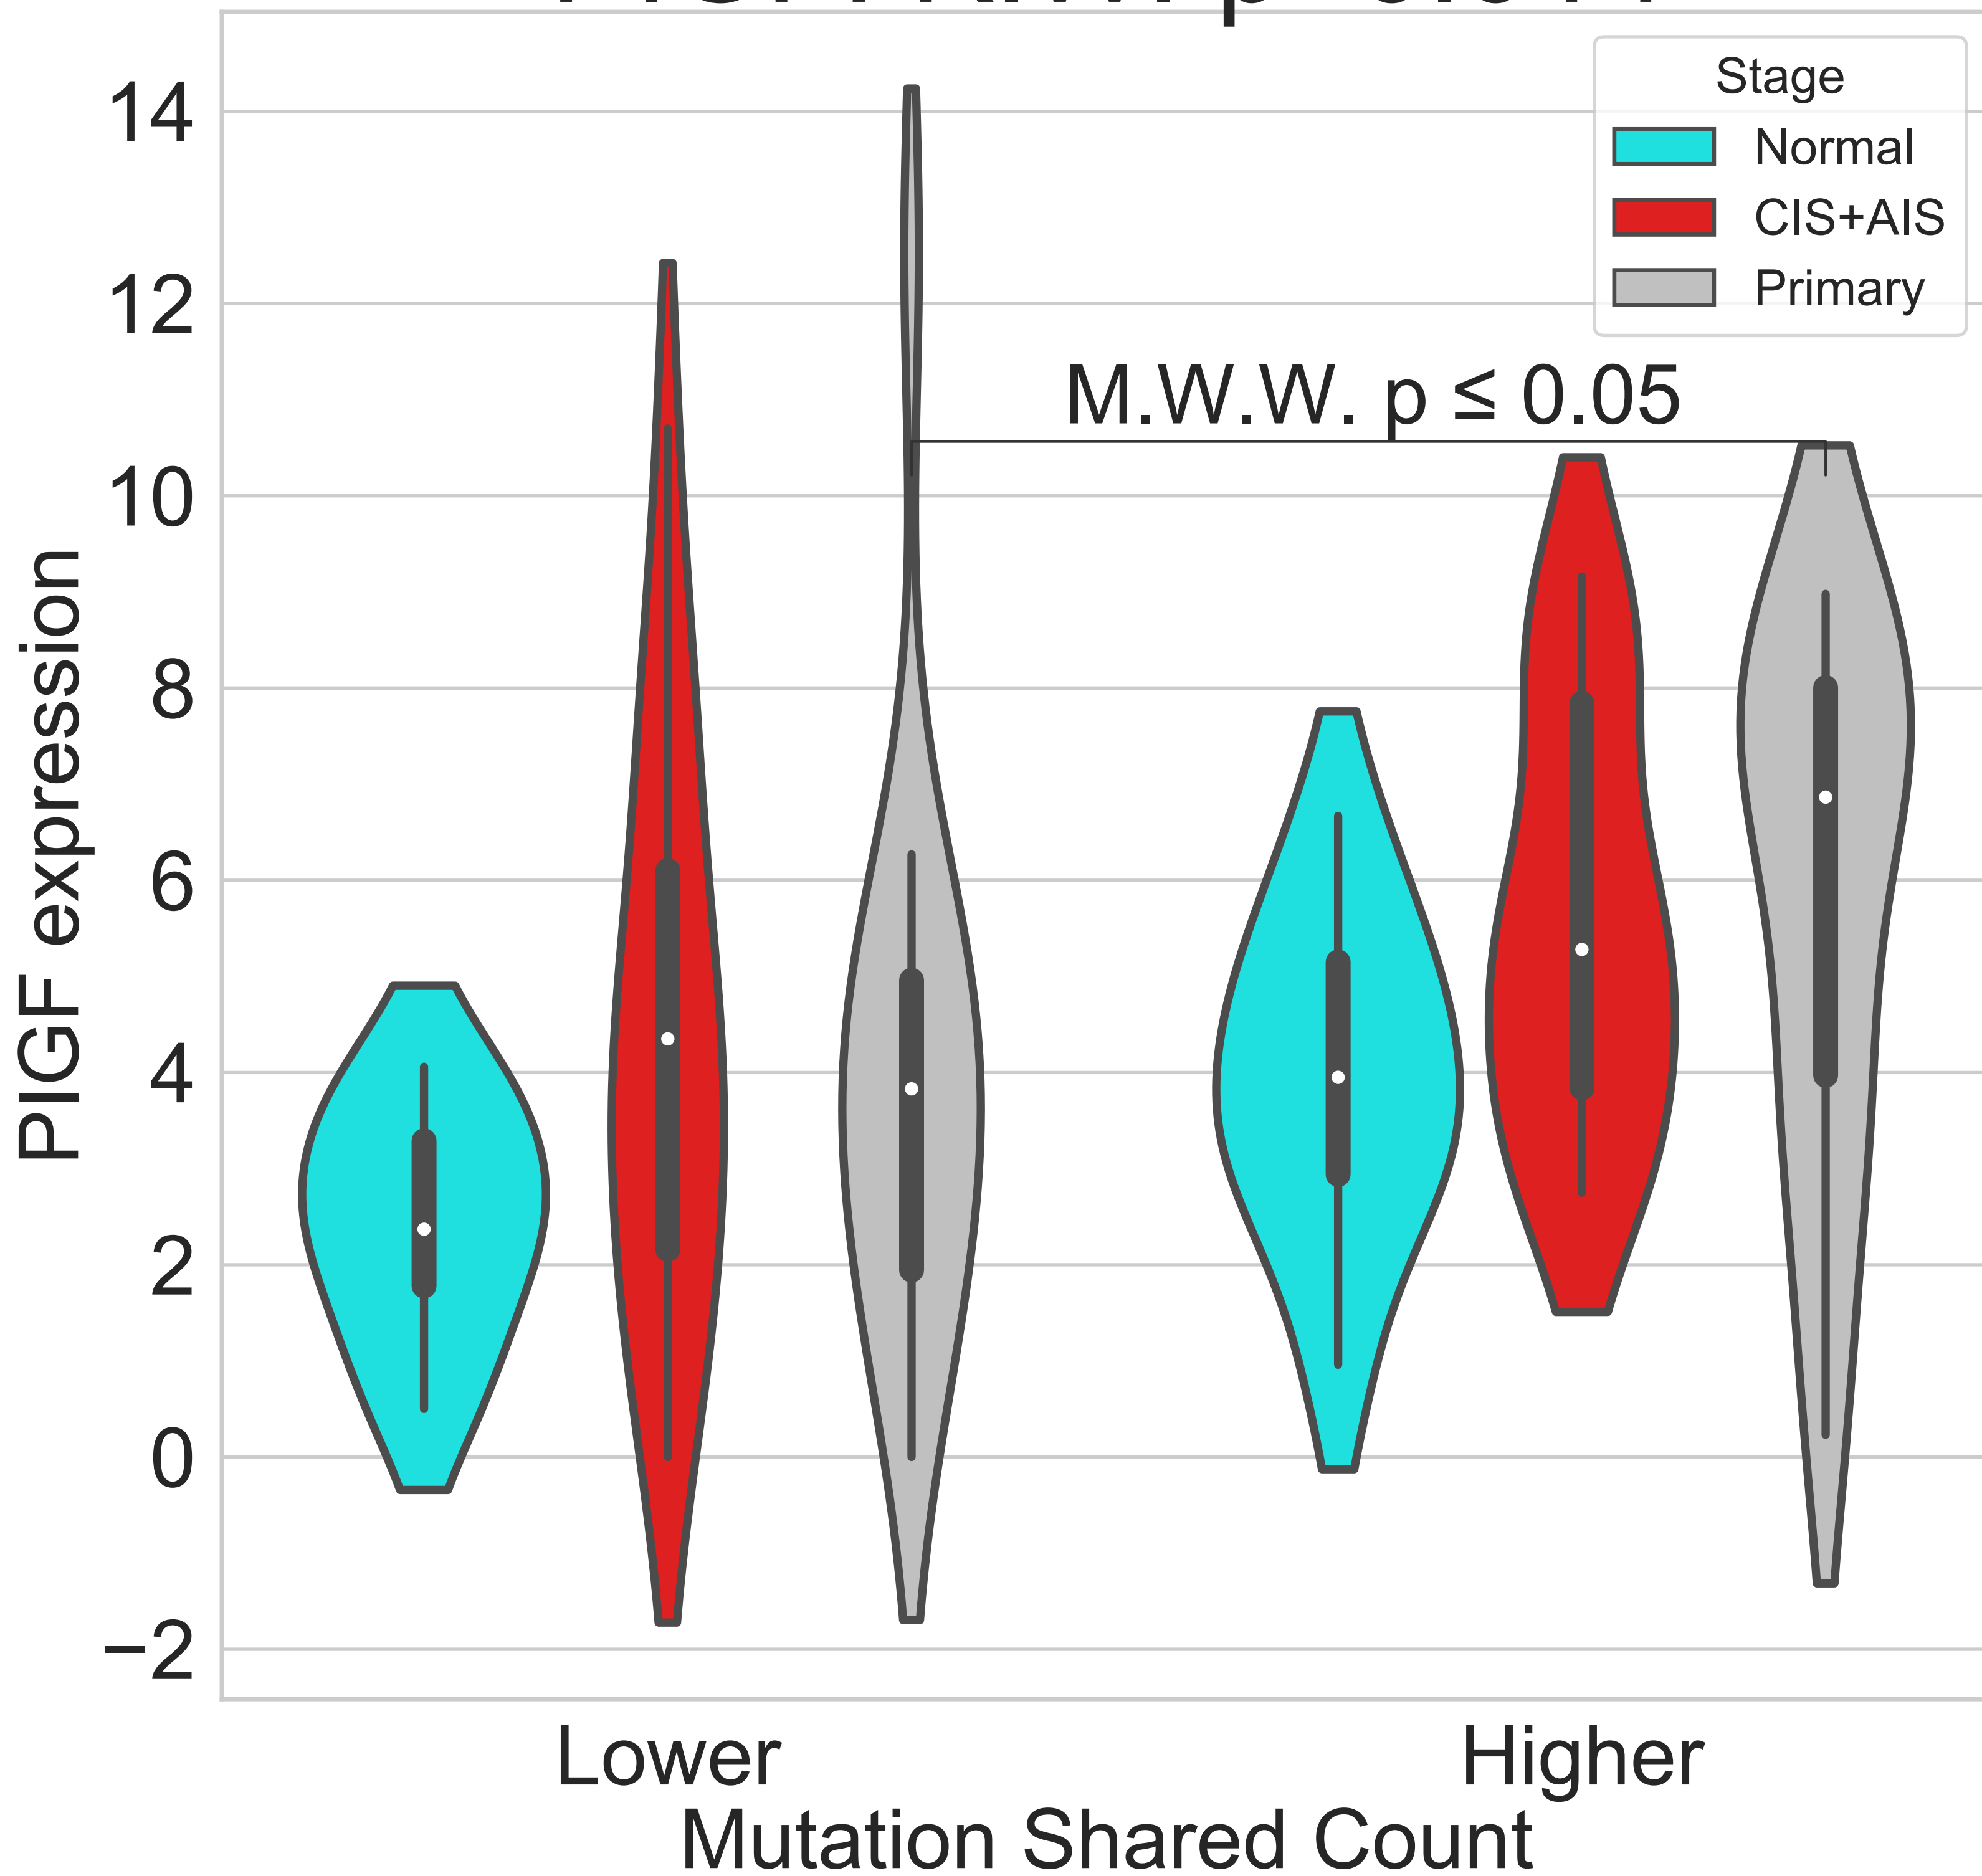 Stage
Normal
CIS+AIS
Primary
M.W.W. p ≤ 0.05
14
12
10
8
6
4
2
0
−2
PIGF expression
Lower
Higher
Mutation Shared Count